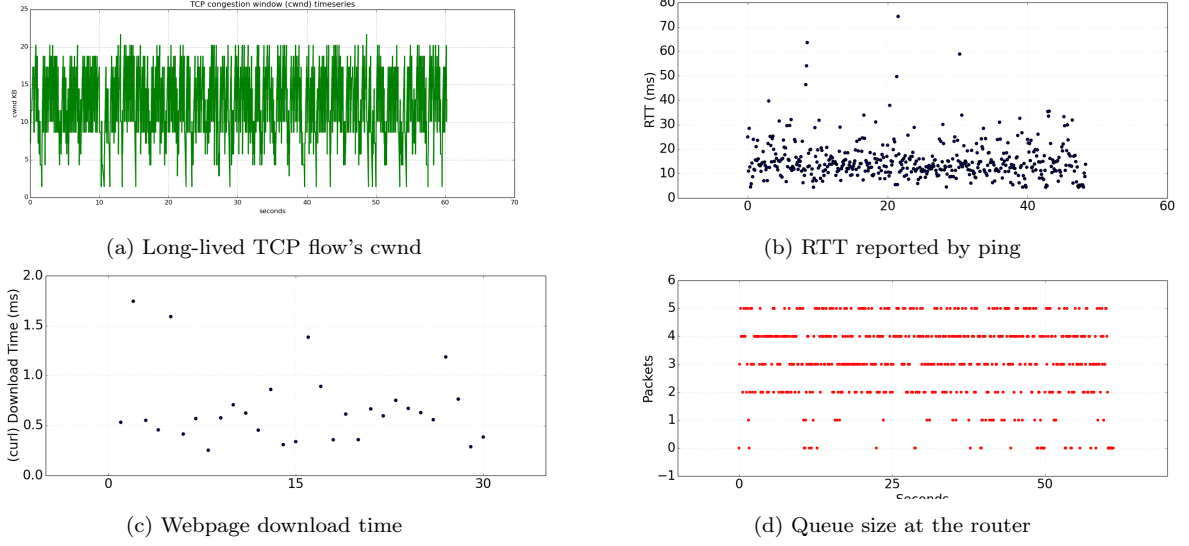 TCP congestion window (cwnd) timeseries
25
20
15
10
5
0
cwnd KB
0 10 20 30 40 50 60 70
seconds
(a) Long-lived TCP flow's cwnd
80
70
60
50
40
30
20
10
0
RTT (ms)
0 20 40 60
(b) RTT reported by ping
2.0
1.5
1.0
0.5
0.0
(curl) Download Time (ms)
0 15 30
(c) Webpage download time
6
5
4
3
2
1
0
−1
Packets
0 25 50
Seconds
(d) Queue size at the router